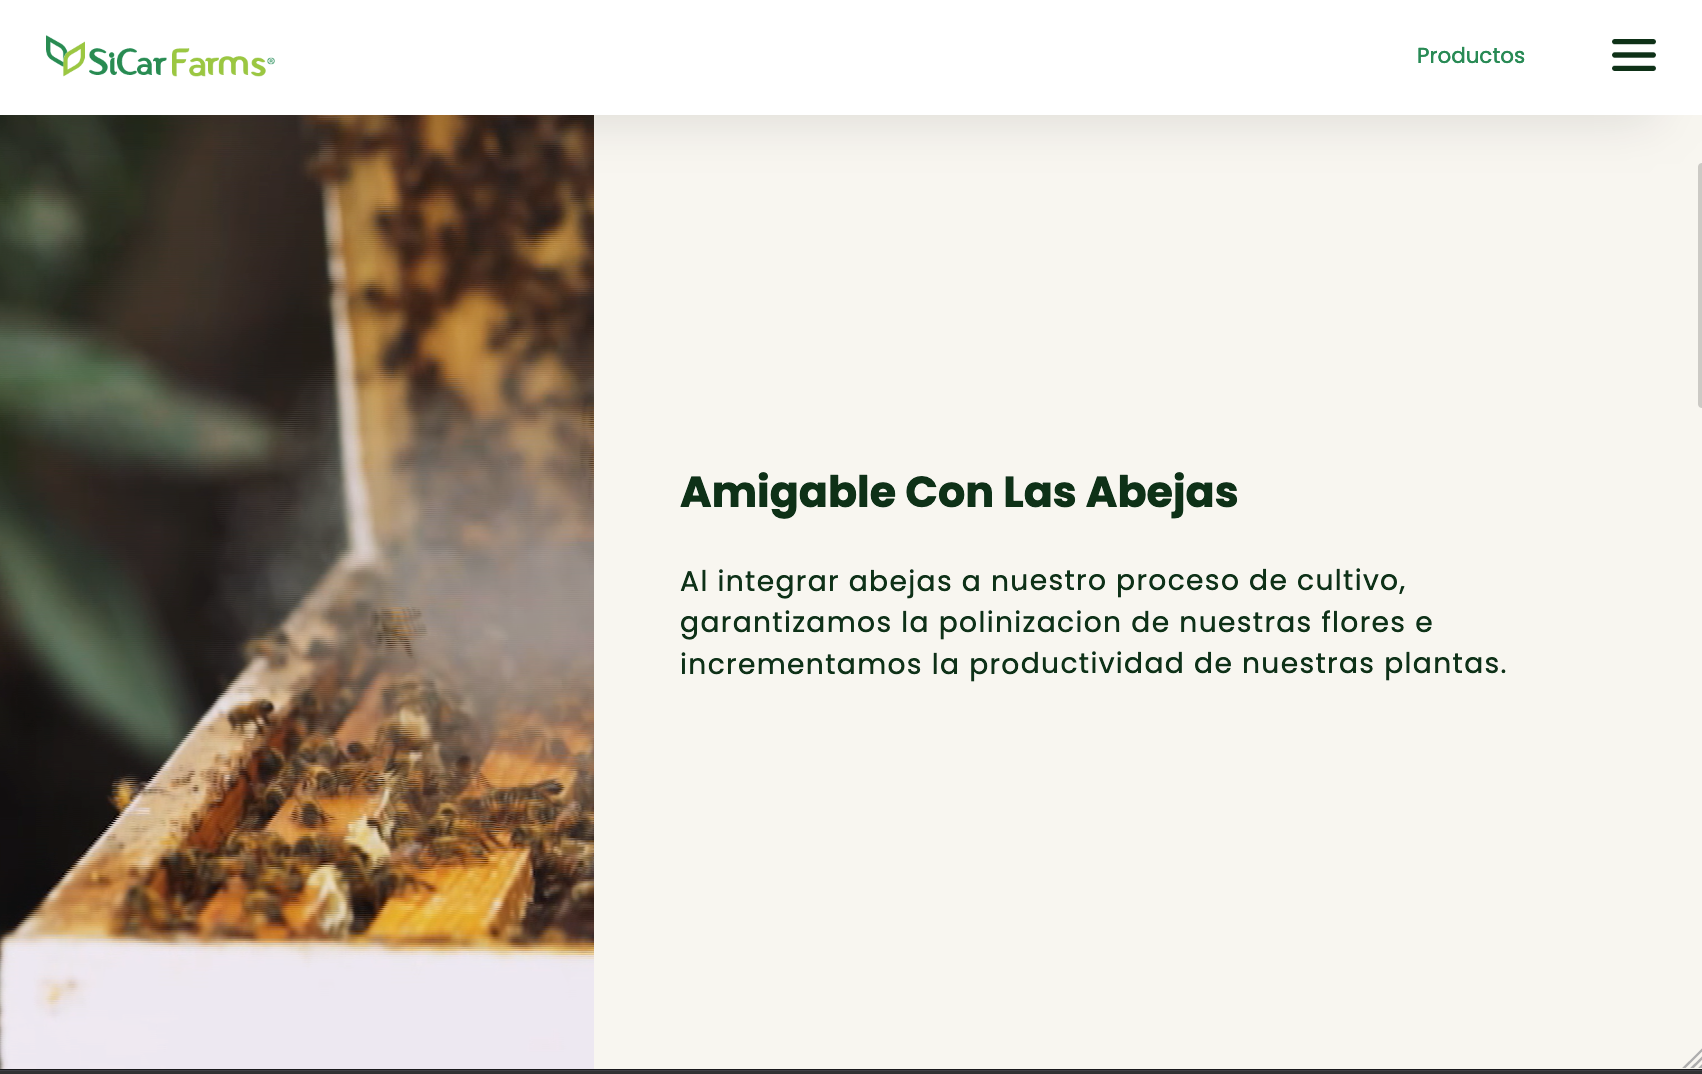 SiCar Farms®
Productos
Amigable Con Las Abejas
Al integrar abejas a nuestro proceso de cultivo,
garantizamos la polinizacion de nuestras flores e
incrementamos la productividad de nuestras plantas.